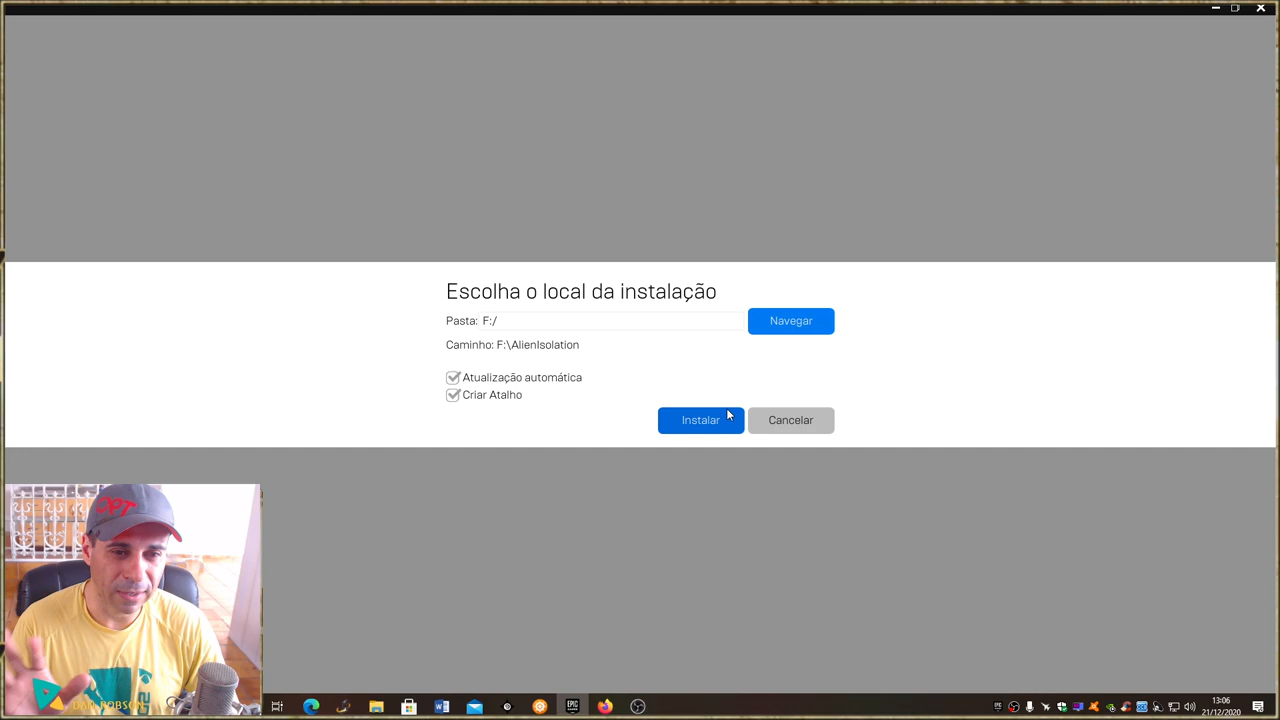 Escolha o local da instalação
Pasta: F:/
Navegar
Caminho: F:\AlienIsolation
Atualização automática
Criar Atalho
Instalar
Cancelar
EPIC
13:06
21/12/2020